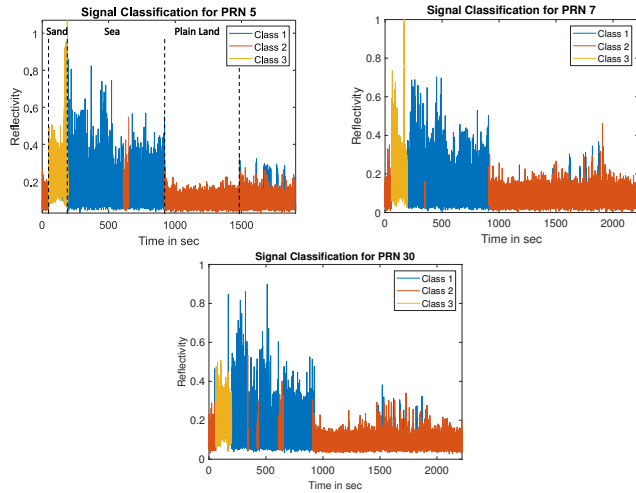 Signal Classification for PRN 5
Sand
Sea
Plain Land
Class 1
Class 2
Class 3
Reflectivity
1
0.8
0.6
0.4
0.2
0
500
1000
1500
Time in sec
Signal Classification for PRN 7
Class 1
Class 2
Class 3
Reflectivity
1
0.8
0.6
0.4
0.2
0
0
500
1000
1500
2000
Time in sec
Signal Classification for PRN 30
Class 1
Class 2
Class 3
Reflectivity
1
0.8
0.6
0.4
0.2
0
0
500
1000
1500
2000
Time in sec